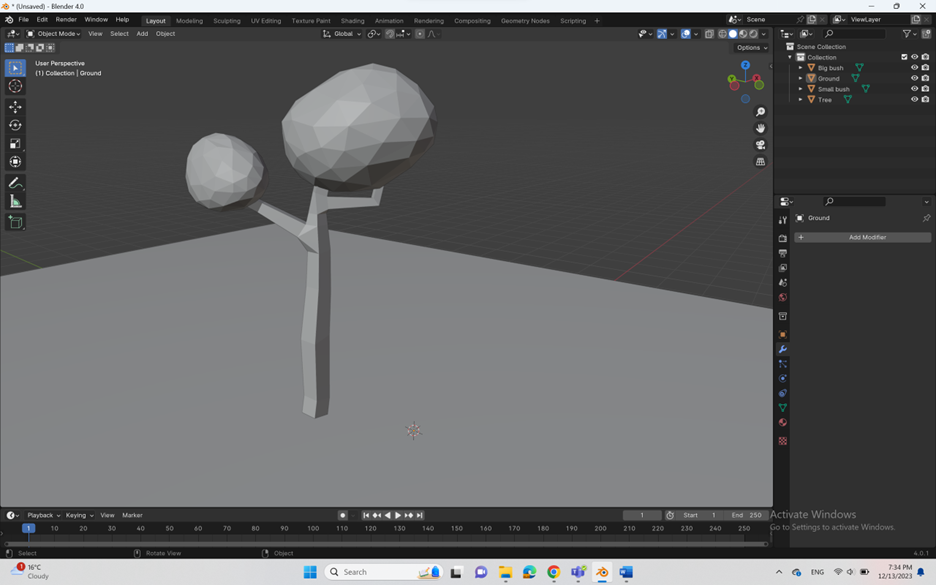 * (Unsaved) - Blender 4.0
File Edit Render Window Help Layout Modeling Sculpting UV Editing Texture Paint Shading Animation Rendering Compositing Geometry Nodes Scripting + Scene ViewLayer
Object Mode View Select Add Object Global
Options
User Perspective
(1) Collection | Ground
Z
Scene Collection
Collection
Big bush
Ground
Small bush
Tree
Ground
+ Add Modifier
Playback Keying View Marker 1 Start 1 End 250
1 10 20 30 40 50 60 70 80 90 100 110 120 130 140 150 160 170 180 190 200 210 220 230 240 250
Activate Windows
Go to Settings to activate Windows.
Select Rotate View Object 4.0.1
1
16°C
Cloudy
Search
ENG
7:34 PM
12/13/2023